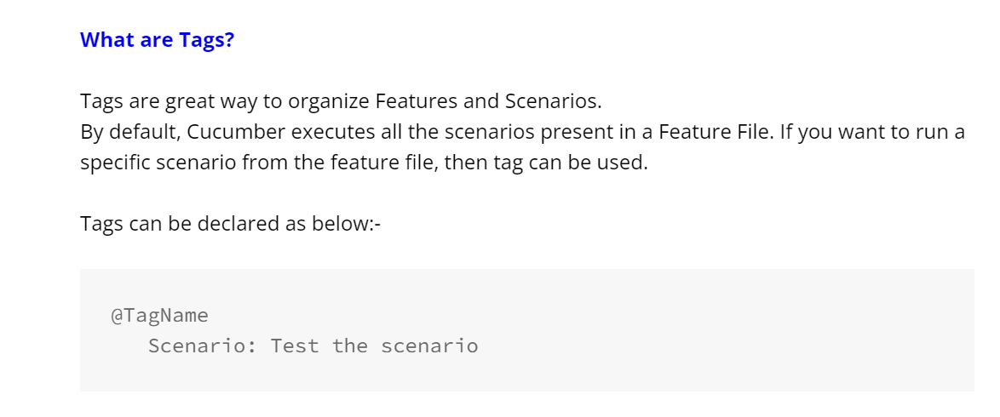 What are Tags?
Tags are great way to organize Features and Scenarios.
By default, Cucumber executes all the scenarios present in a Feature File. If you want to run a
specific scenario from the feature file, then tag can be used.
Tags can be declared as below:-
@TagName
Scenario: Test the scenario